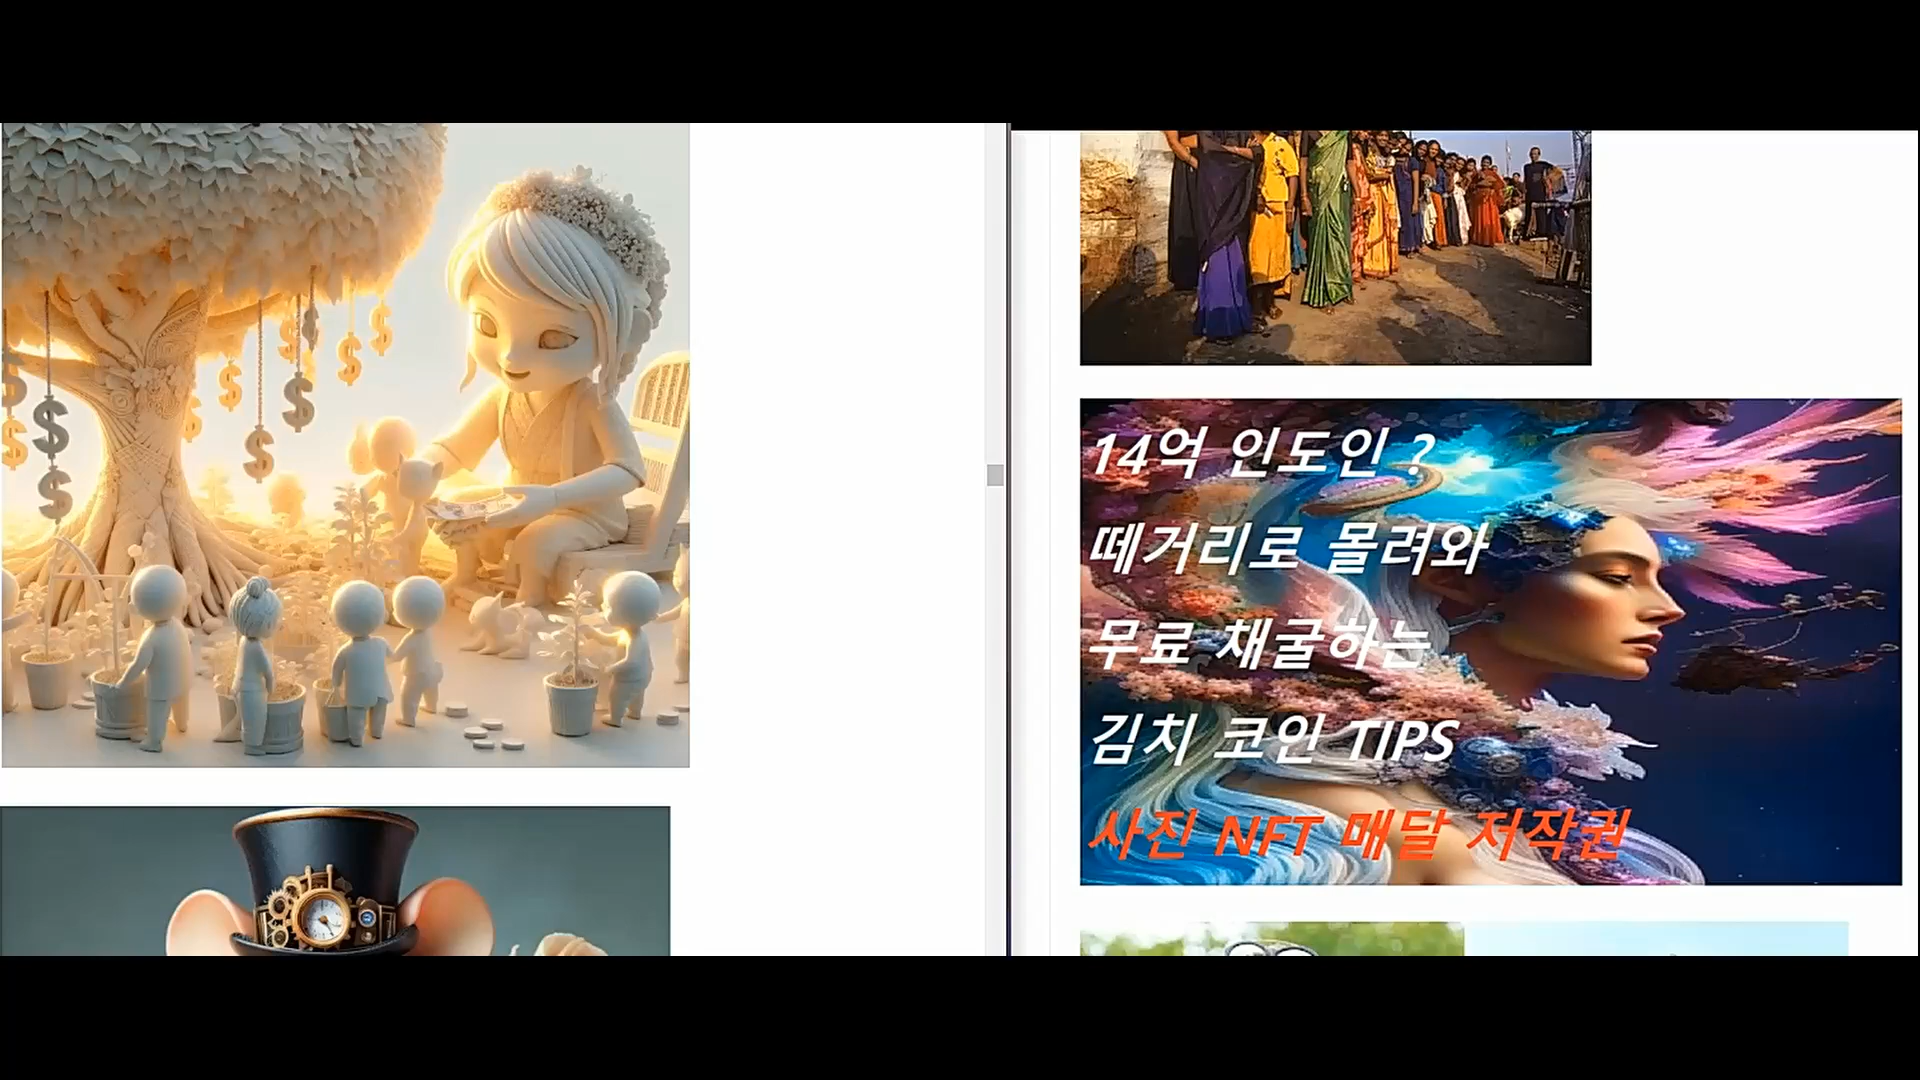 14억 인도인 ?
떼거리로 몰려와
무료 채굴하는
김치 코인 TIPS
사진 NFT 매달 저작권